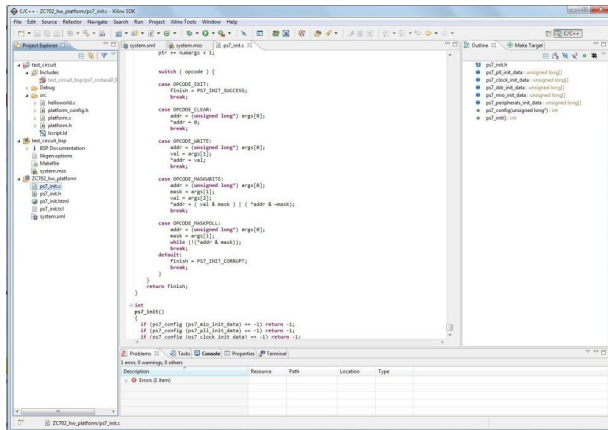 C/C++ - ZC702_hw_platform/ps7_init.c - Xilinx SDK
File Edit Source Refactor Navigate Search Run Project Xilinx Tools Window Help
C/C++
Project Explorer
test_circuit
Includes
Debug
src
helloworld.c
platform_config.h
platform.c
platform.h
lscript.ld
test_circuit_bsp
BSP Documentation
libgen.options
Makefile
system.mss
ZC702_hw_platform
ps7_init.c
ps7_init.h
ps7_init.html
ps7_init.tcl
system.xml
system.xml system.mss ps7_init.c
ptr += numargs + 1;
switch ( opcode ) {
case OPCODE_EXIT:
finish = PS7_INIT_SUCCESS;
break;
case OPCODE_CLEAR:
addr = (unsigned long*) args[0];
*addr = 0;
break;
case OPCODE_WRITE:
addr = (unsigned long*) args[0];
val = args[1];
*addr = val;
break;
case OPCODE_MASKWRITE:
addr = (unsigned long*) args[0];
mask = args[1];
val = args[2];
*addr = ( val & mask ) | ( *addr & ~mask);
break;
case OPCODE_MASKPOLL:
addr = (unsigned long*) args[0];
mask = args[1];
while (!(*addr & mask));
break;
default:
finish = PS7_INIT_CORRUPT;
break;
}
}
return finish;
}
int
ps7_init()
{
if (ps7_config (ps7_mio_init_data) == -1) return -1;
if (ps7_config (ps7_pll_init_data) == -1) return -1;
if (ps7_config (ps7_clock_init_data) == -1) return -1;
Outline Make Target
ps7_init.h
ps7_pll_init_data : unsigned long[]
ps7_clock_init_data : unsigned long[]
ps7_ddr_init_data : unsigned long[]
ps7_mio_init_data : unsigned long[]
ps7_peripherals_init_data : unsigned long[]
ps7_config(unsigned long*) : int
ps7_init() : int
Problems Tasks Console Properties Terminal
1 error, 0 warnings, 0 others
Description Resource Path Location Type
Errors (1 item)
ZC702_hw_platform/ps7_init.c